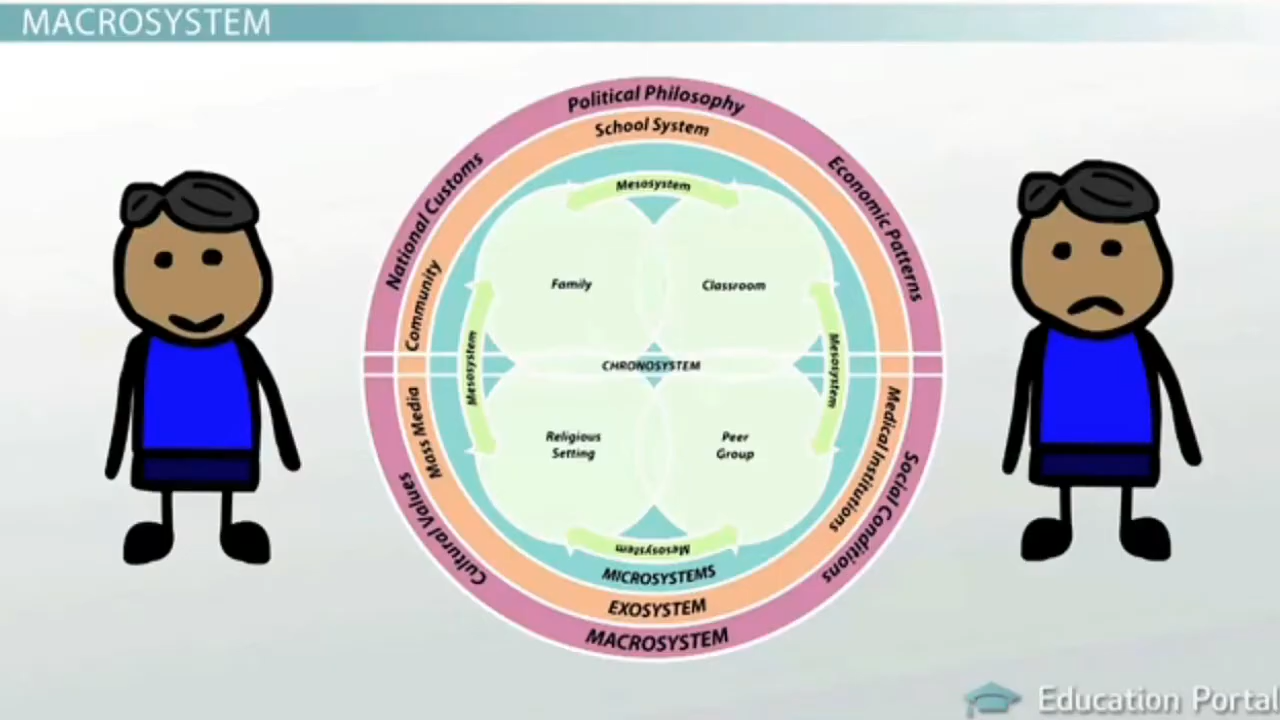 MACROSYSTEM
Political Philosophy
School System
National Customs
Economic Patterns
Mesosystem
Community
Family
Classroom
Mesosystem
Mesosystem
CHRONOSYSTEM
Mass Media
Medical Institutions
Religious
Setting
Peer
Group
Cultural Values
Social Conditions
Mesosystem
MICROSYSTEMS
EXOSYSTEM
MACROSYSTEM
Education Portal